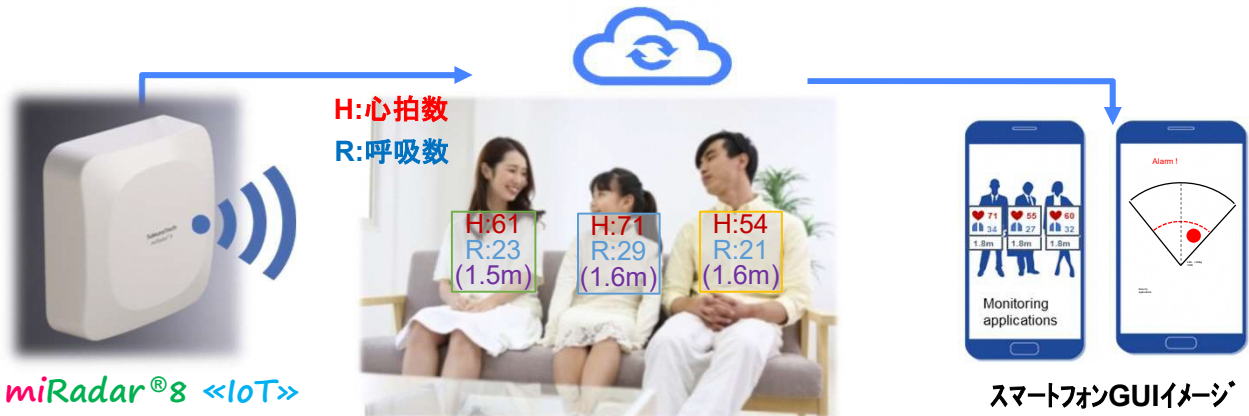 H:心拍数
R:呼吸数
H:61
R:23
(1.5m)
H:71
R:29
(1.6m)
H:54
R:21
(1.6m)
miRadar®8 «IoT»
71
34
1.8m
55
27
1.8m
60
32
1.8m
Monitoring
applications
Alarm !
スマートフォンGUIイメージ